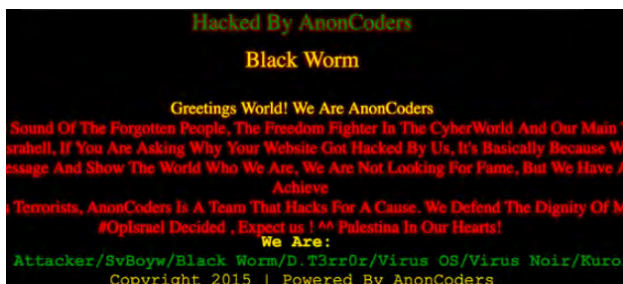 Hacked By AnonCoders
Black Worm
Greetings World! We Are AnonCoders
Sound Of The Forgotten People, The Freedom Fighter In The CyberWorld And Our Main
srahell, If You Are Asking Why Your Website Got Hacked By Us, It's Basically Because
essage And Show The World Who We Are, We Are Not Looking For Fame, But We Have
Achieve
Terrorists, AnonCoders Is A Team That Hacks For A Cause. We Defend The Dignity Of
#OpIsrael Decided , Expect us ! ^^ Palestina In Our Hearts!
We Are:
Attacker/SvBoyw/Black Worm/D.T3rr0r/Virus OS/Virus Noir/Kuro
Copyright 2015 | Powered By AnonCoders